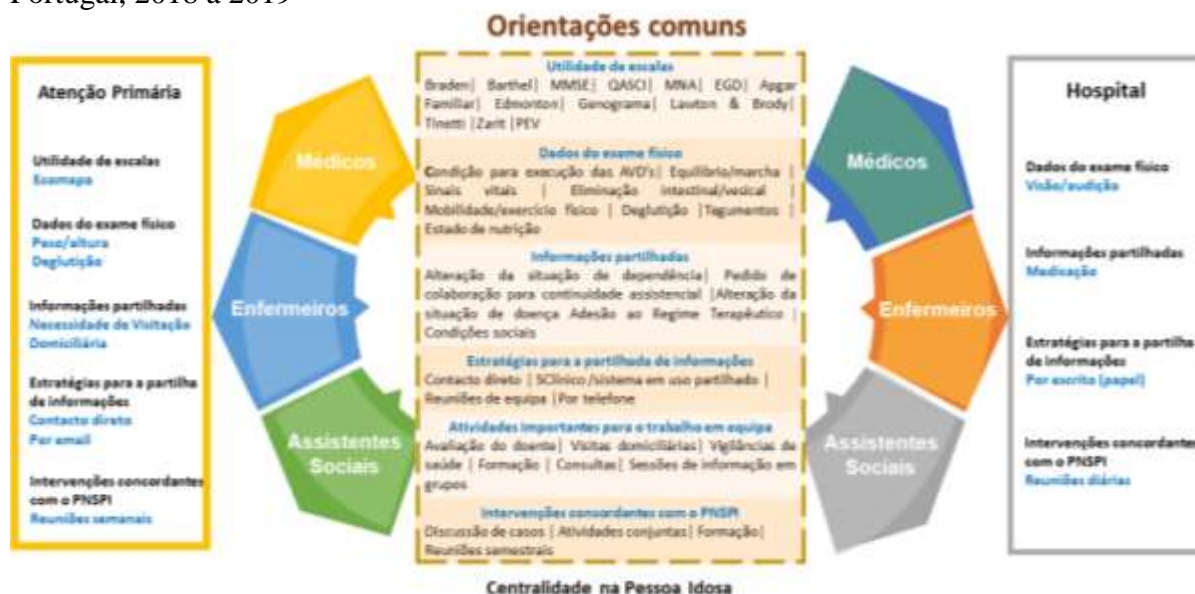 Portugal, 2018 a 2019
Orientações comuns
Atenção Primária
Utilidade de escalas
Ecomapa
Dados do exame físico
Peso/altura
Deglutição
Informações partilhadas
Necessidade de Visitação
Domiciliária
Estratégias para a partilha
de informações
Contacto direto
Por email
Intervenções concordantes
com o PNSPI
Reuniões semanais
Médicos
Enfermeiros
Assistentes
Sociais
Utilidade de escalas
Braden| Barthel| MMSE| QASCI| MNA| EGD| Apgar
Familiar| Edmonton| Genograma| Lawton & Brody|
Tinetti |Zarit |PEV
Dados do exame físico
Condição para execução das AVD's| Equilíbrio/marcha |
Sinais vitais | Eliminação intestinal/vesical |
Mobilidade/exercício físico | Deglutição |Tegumentos |
Estado de nutrição
Informações partilhadas
Alteração da situação de dependência| Pedido de
colaboração para continuidade assistencial |Alteração da
situação de doença Adesão ao Regime Terapêutico |
Condições sociais
Estratégias para a partilhada de informações
Contacto direto | SClínico /sistema em uso partilhado |
Reuniões de equipa |Por telefone
Atividades importantes para o trabalho em equipa
Avaliação do doente| Visitas domiciliárias| Vigilâncias de
saúde | Formação | Consultas| Sessões de informação em
grupos
Intervenções concordantes com o PNSPI
Discussão de casos | Atividades conjuntas| Formação|
Reuniões semestrais
Centralidade na Pessoa Idosa
Médicos
Enfermeiros
Assistentes
Sociais
Hospital
Dados do exame físico
Visão/audição
Informações partilhadas
Medicação
Estratégias para a partilha
de informações
Por escrito (papel)
Intervenções concordantes
com o PNSPI
Reuniões diárias